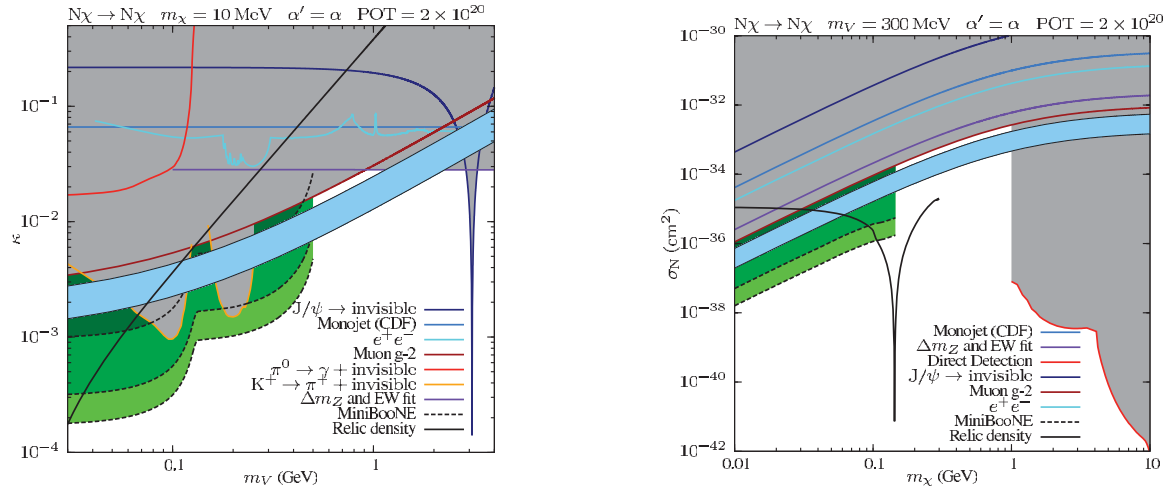 Nχ → Nχ   m_χ = 10 MeV   α′ = α   POT = 2 × 10^20
κ
10^−1
10^−2
10^−3
10^−4
J/ψ → invisible
Monojet (CDF)
e^+e^−
Muon g-2
π^0 → γ + invisible
K^+ → π^+ + invisible
Δm_Z and EW fit
MiniBooNE
Relic density
0.1
1
m_V (GeV)
Nχ → Nχ   m_V = 300 MeV   α′ = α   POT = 2 × 10^20
σ_N (cm^2)
10^−30
10^−32
10^−34
10^−36
10^−38
10^−40
10^−42
Monojet (CDF)
Δm_Z and EW fit
Direct Detection
J/ψ → invisible
Muon g-2
e^+e^−
MiniBooNE
Relic density
0.01
0.1
1
10
m_χ (GeV)